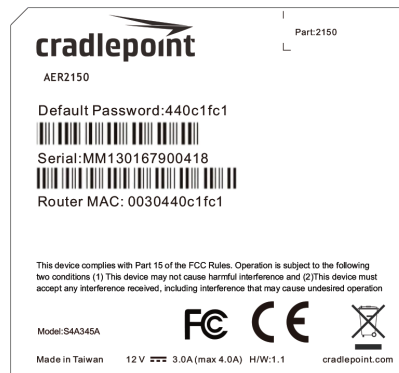 cradlepoint
Part:2150
AER2150
Default Password:440c1fc1
Serial:MM130167900418
Router MAC: 0030440c1fc1
This device complies with Part 15 of the FCC Rules. Operation is subject to the following
two conditions (1) This device may not cause harmful interference and (2)This device must
accept any interference received, including interference that may cause undesired operation
Model:S4A345A
FC CE
Made in Taiwan 12 V 3.0A (max 4.0A) H/W:1.1 cradlepoint.com